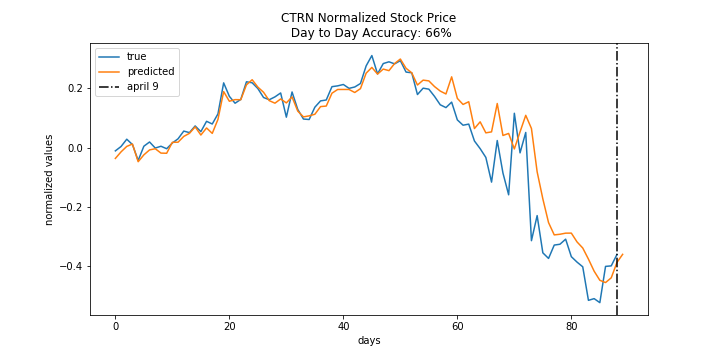 CTRN Normalized Stock Price
Day to Day Accuracy: 66%
true
predicted
april 9
normalized values
0.2
0.0
−0.2
−0.4
0
20
40
60
80
days